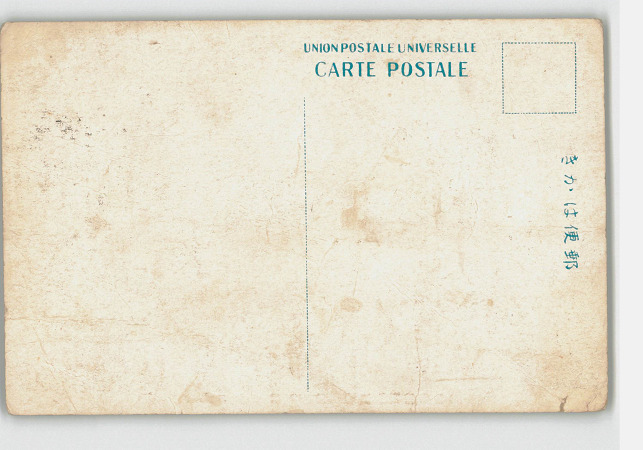 UNION POSTALE UNIVERSELLE
CARTE POSTALE
きかは便郵